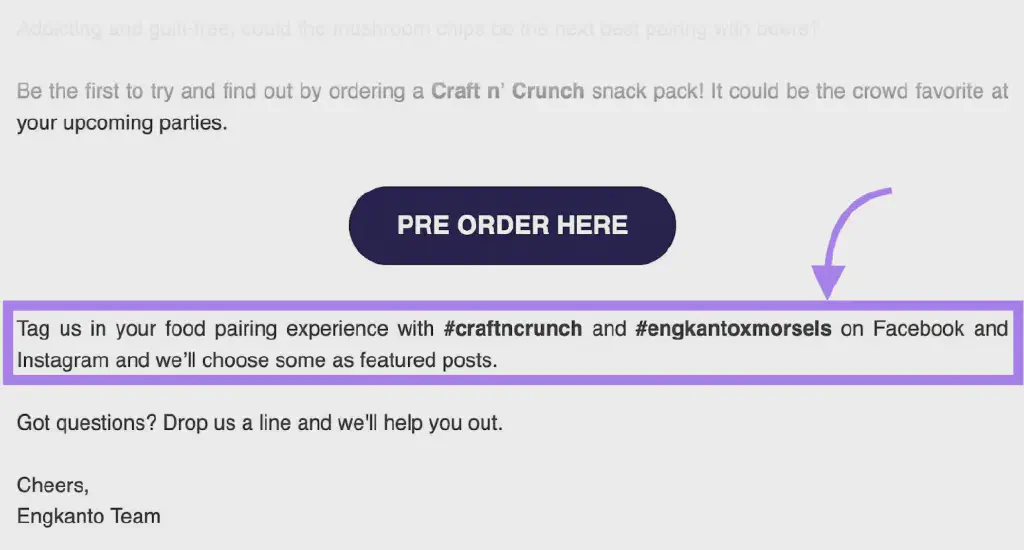 Addicting and guilt-free, could the mushroom chips be the next best pairing with beers?
Be the first to try and find out by ordering a Craft n' Crunch snack pack! It could be the crowd favorite at
your upcoming parties.
PRE ORDER HERE
Tag us in your food pairing experience with #craftncrunch and #engkantoxmorsels on Facebook and
Instagram and we'll choose some as featured posts.
Got questions? Drop us a line and we'll help you out.
Cheers,
Engkanto Team